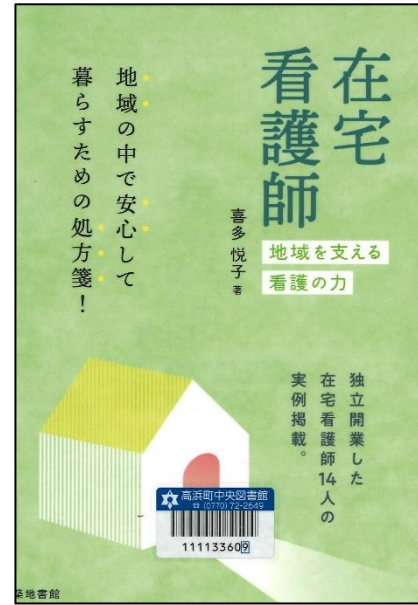 在宅
看護師
地域を支える
看護の力
喜多 悦子 著
地域の中で安心して
暮らすための処方箋！
独立開業した
在宅看護師14人の
実例掲載。
高浜町中央図書館
☎ (0770) 72-2649
111133609
築地書館